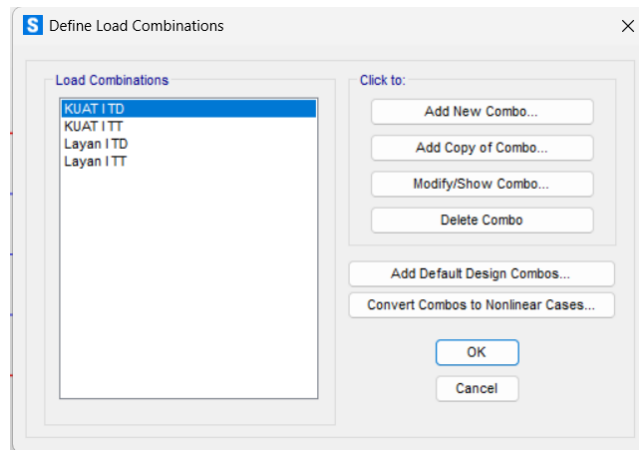 S Define Load Combinations
Load Combinations
KUAT I TD
KUAT I TT
Layan I TD
Layan I TT
Click to:
Add New Combo...
Add Copy of Combo...
Modify/Show Combo...
Delete Combo
Add Default Design Combos...
Convert Combos to Nonlinear Cases...
OK
Cancel